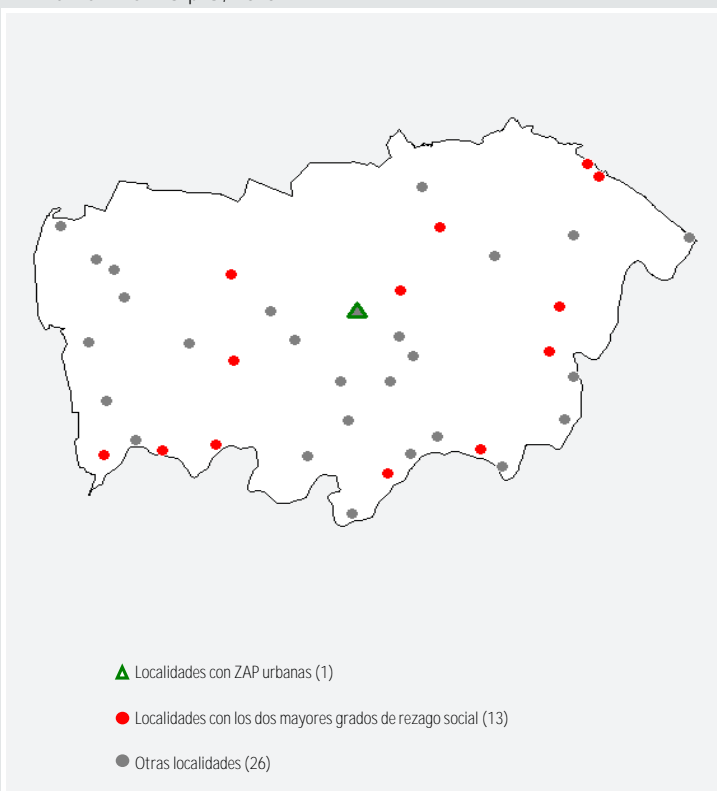 Localidades con ZAP urbanas (1)
Localidades con los dos mayores grados de rezago social (13)
Otras localidades (26)